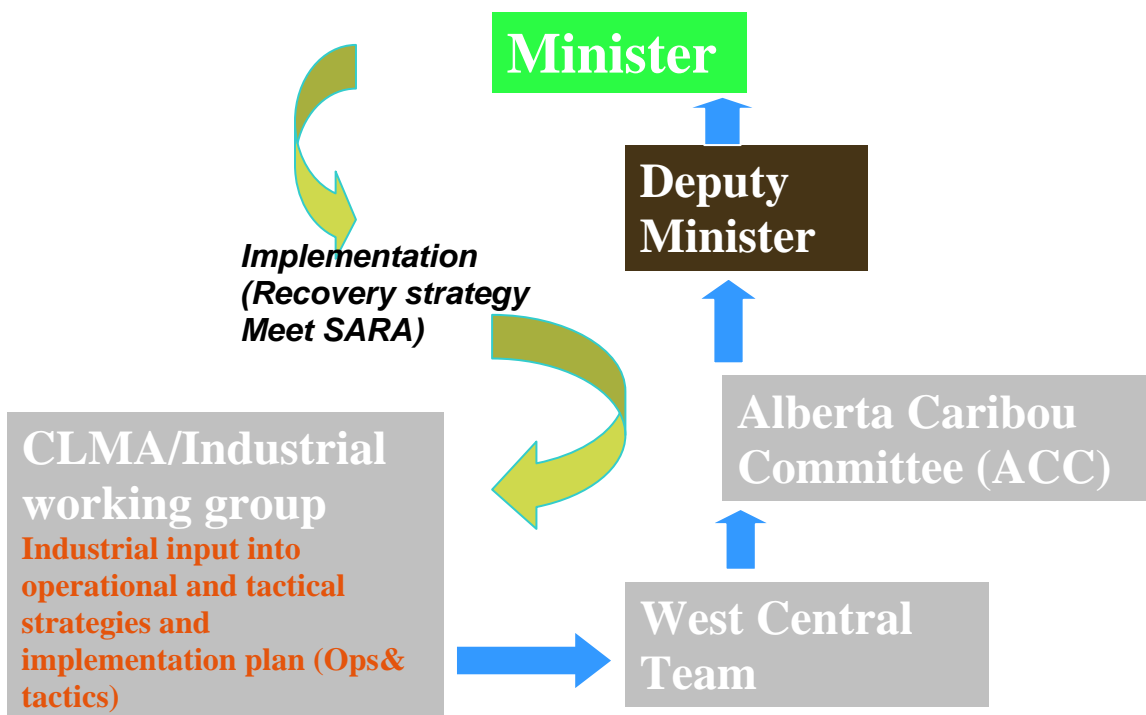 Minister
Deputy
Minister
Implementation
(Recovery strategy
Meet SARA)
Alberta Caribou
Committee (ACC)
CLMA/Industrial
working group
Industrial input into
operational and tactical
strategies and
implementation plan (Ops&
tactics)
West Central
Team